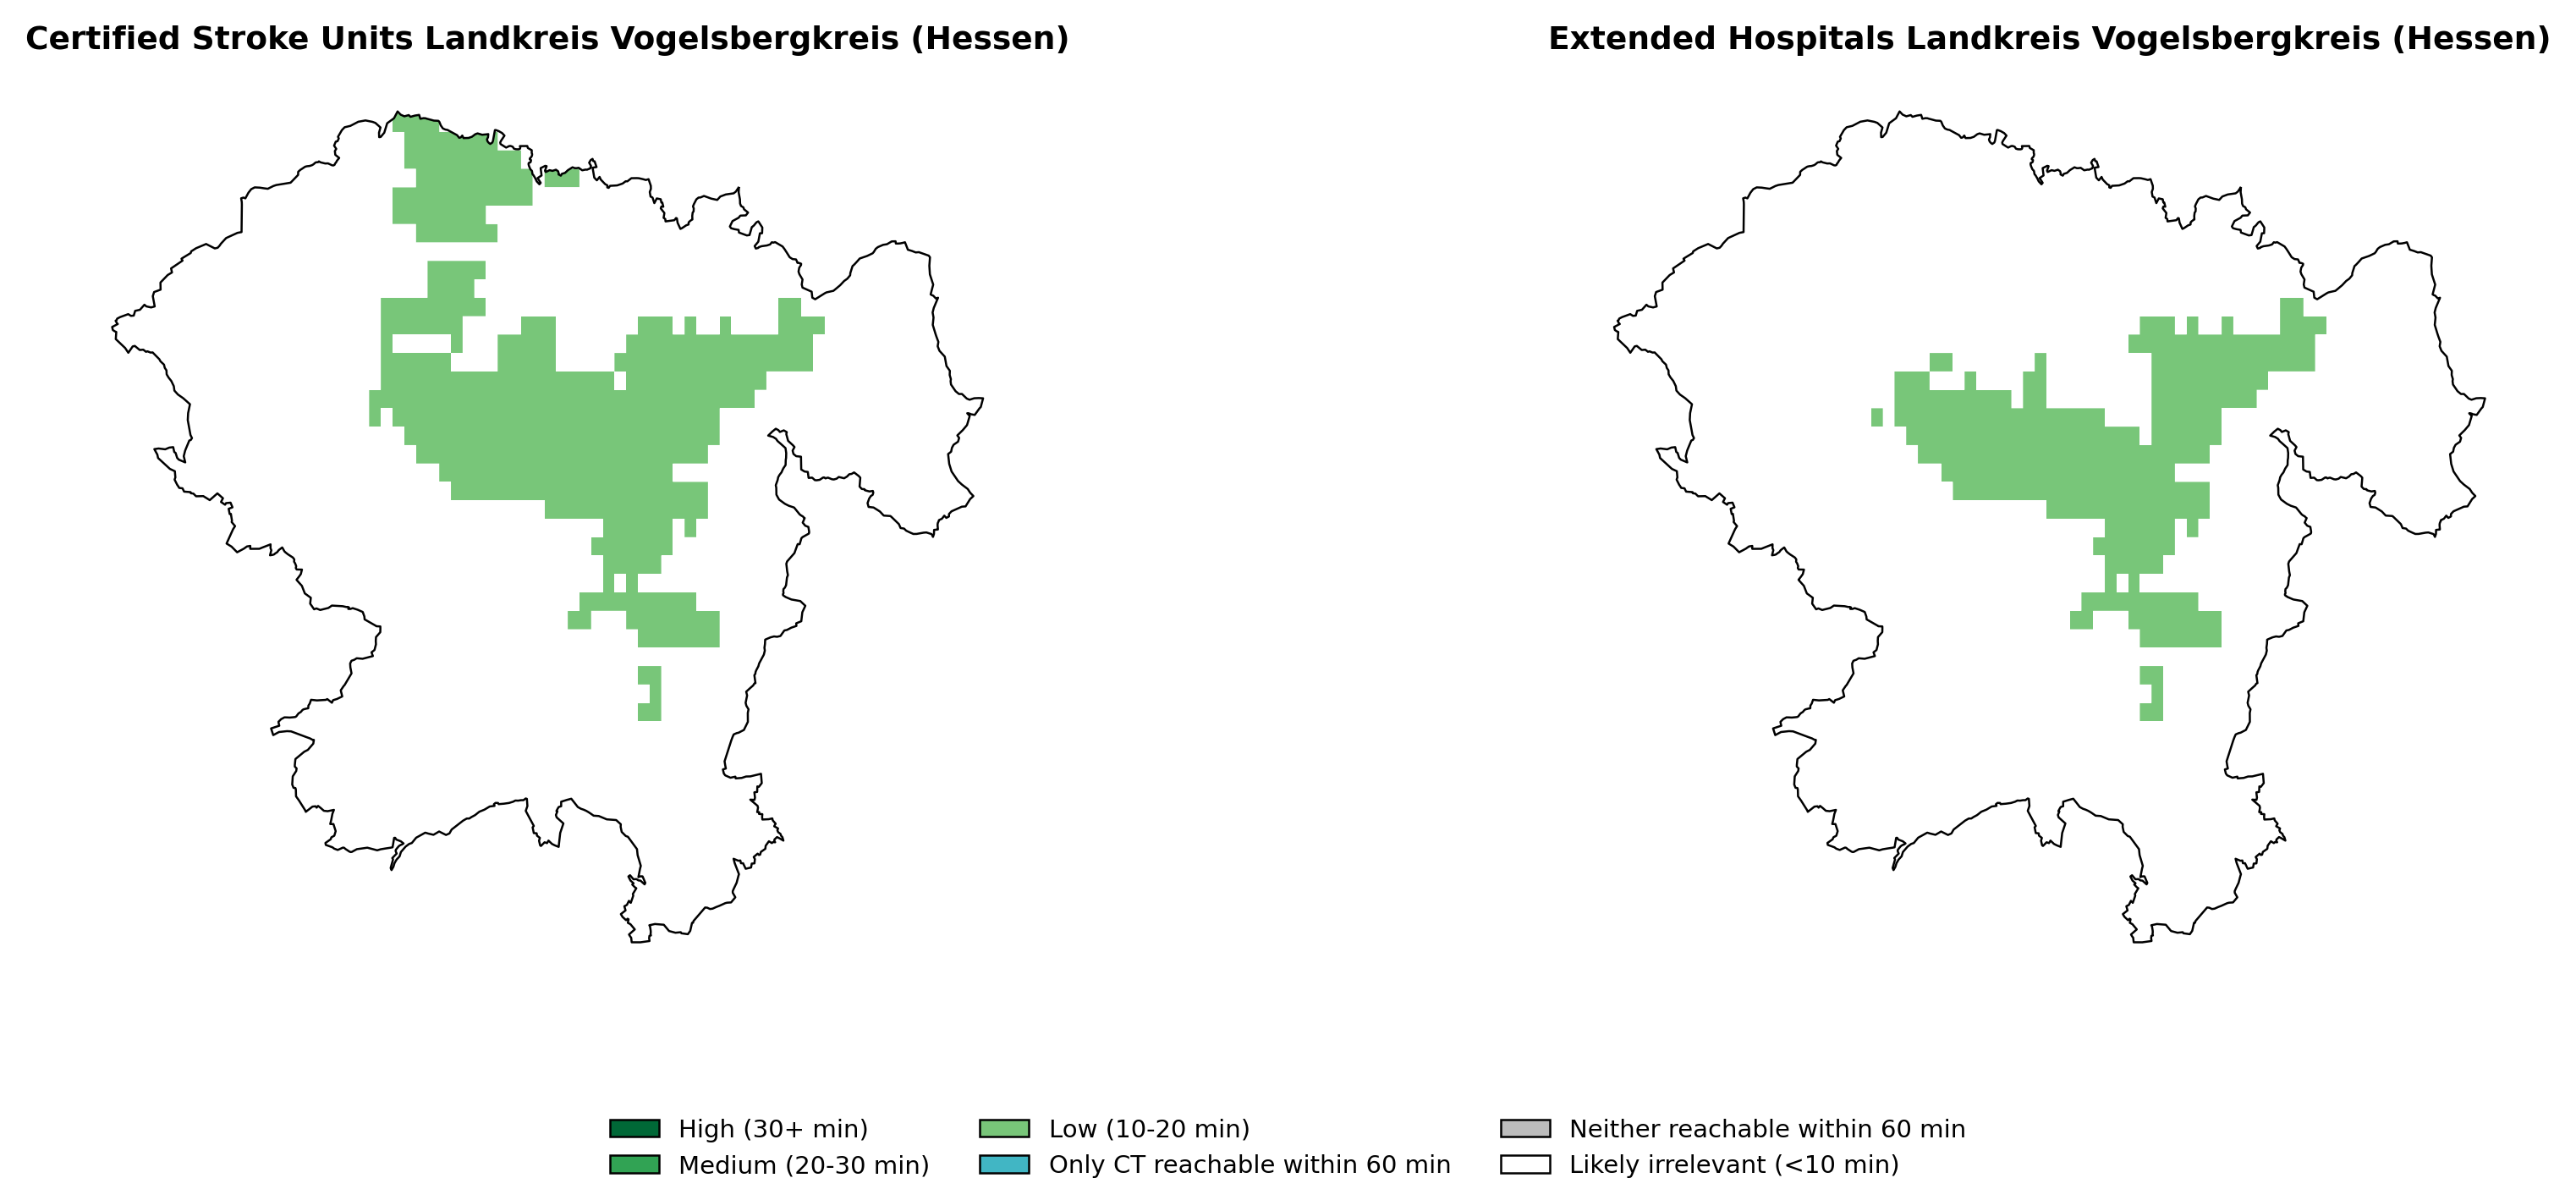 Certified Stroke Units Landkreis Vogelsbergkreis (Hessen)
Extended Hospitals Landkreis Vogelsbergkreis (Hessen)
High (30+ min)
Medium (20-30 min)
Low (10-20 min)
Only CT reachable within 60 min
Neither reachable within 60 min
Likely irrelevant (<10 min)